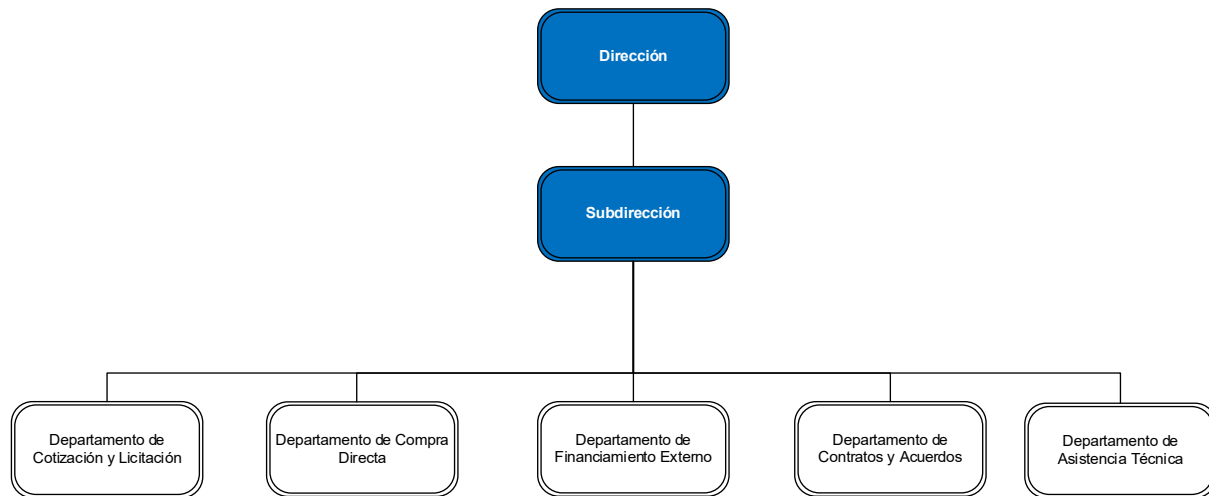 Dirección
Subdirección
Departamento de
Cotización y Licitación
Departamento de Compra
Directa
Departamento de
Financiamiento Externo
Departamento de
Contratos y Acuerdos
Departamento de
Asistencia Técnica